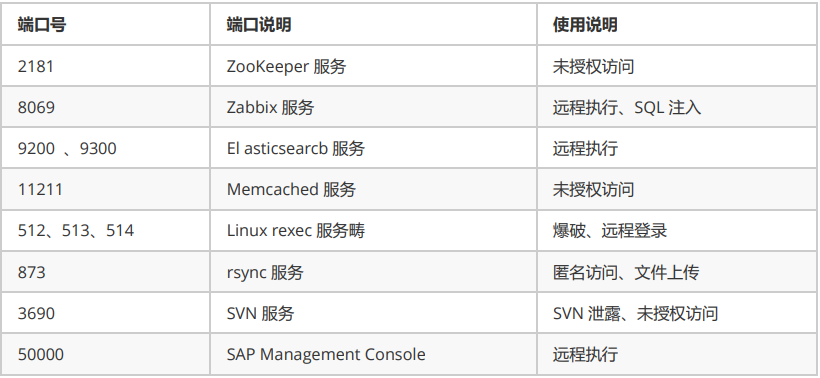 端口号 端口说明 使用说明
2181 ZooKeeper 服务 未授权访问
8069 Zabbix 服务 远程执行、SQL 注入
9200 、9300 El asticsearcb 服务 远程执行
11211 Memcached 服务 未授权访问
512、513、514 Linux rexec 服务畴 爆破、远程登录
873 rsync 服务 匿名访问、文件上传
3690 SVN 服务 SVN 泄露、未授权访问
50000 SAP Management Console 远程执行